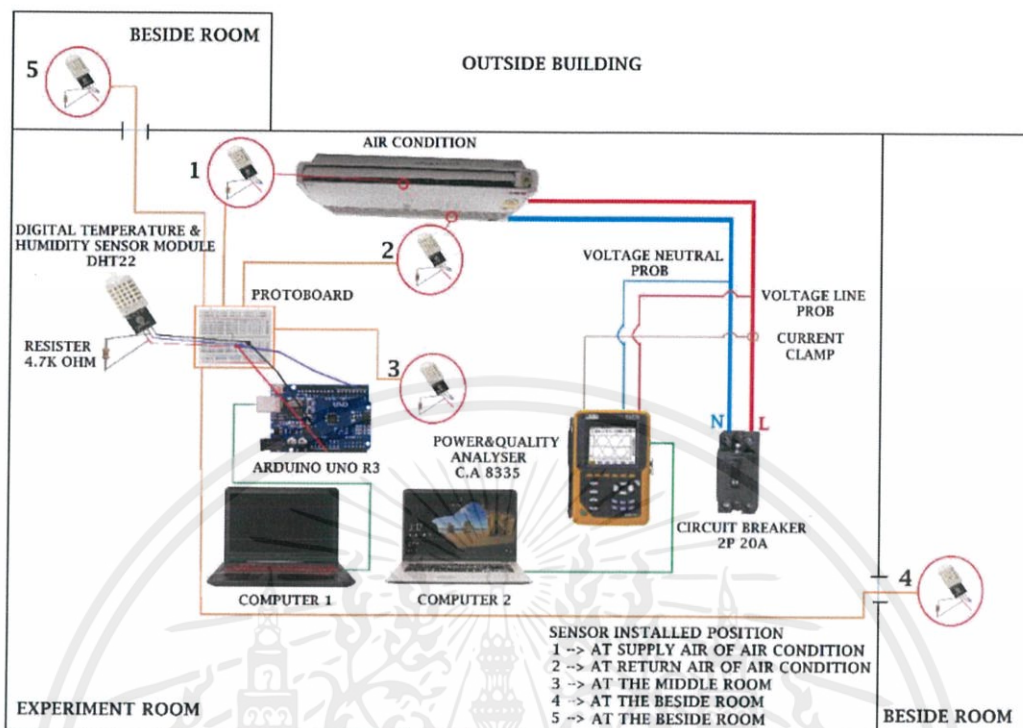 BESIDE ROOM
5
OUTSIDE BUILDING
AIR CONDITION
1
DIGITAL TEMPERATURE &
HUMIDITY SENSOR MODULE
DHT22
2
VOLTAGE NEUTRAL
PROB
PROTOBOARD
VOLTAGE LINE
PROB
RESISTER
4.7K OHM
CURRENT
CLAMP
3
N
L
UNO
POWER&QUALITY
ANALYSER
C.A 8335
ARDUINO UNO R3
CIRCUIT BREAKER
2P 20A
4
COMPUTER 1
COMPUTER 2
SENSOR INSTALLED POSITION
1 --> AT SUPPLY AIR OF AIR CONDITION
2 --> AT RETURN AIR OF AIR CONDITION
3 --> AT THE MIDDLE ROOM
4 --> AT THE BESIDE ROOM
5 --> AT THE BESIDE ROOM
EXPERIMENT ROOM
BESIDE ROOM